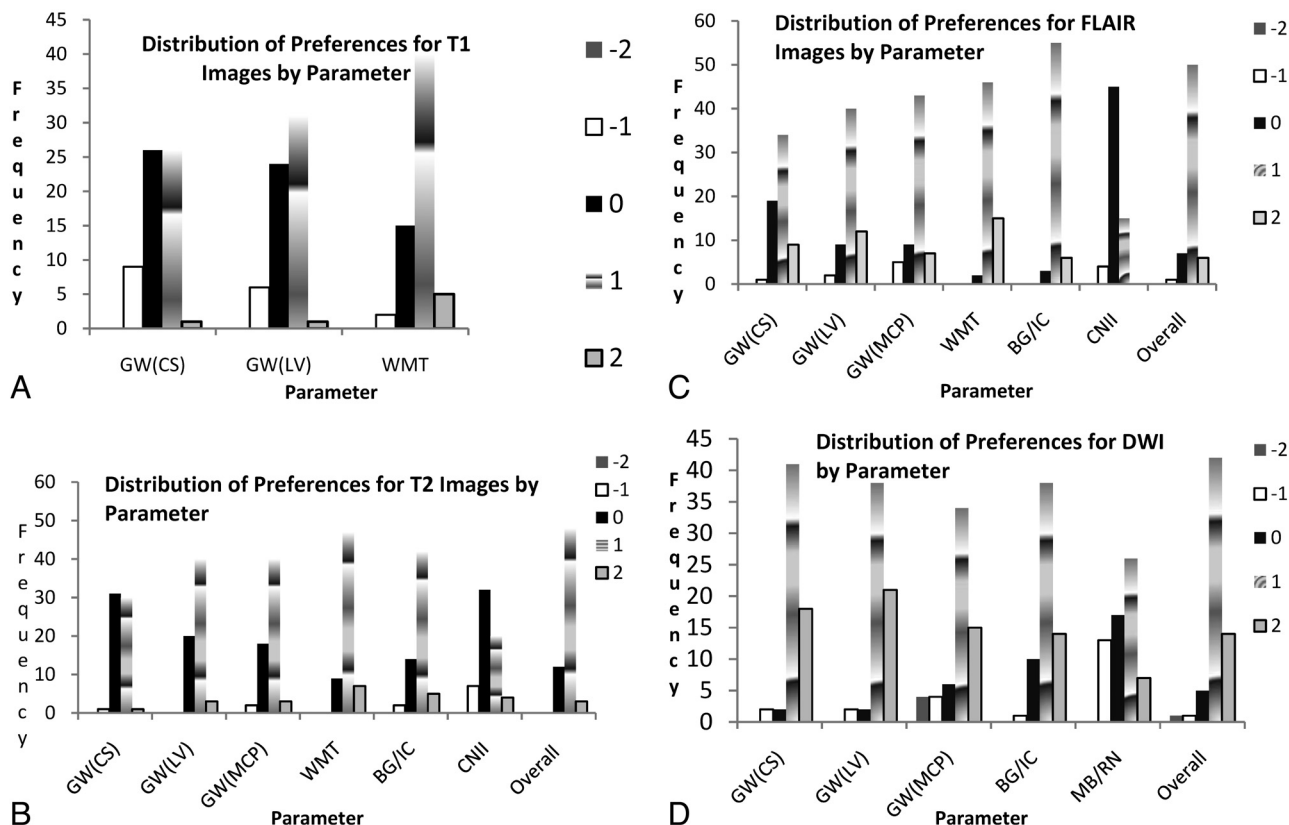 Distribution of Preferences for T1
Images by Parameter
Frequency
45
40
35
30
25
20
15
10
5
0
GW(CS) GW(LV) WMT
Parameter
-2
-1
0
1
2
A
Distribution of Preferences for T2 Images by
Parameter
Frequency
60
50
40
30
20
10
0
GW(CS) GW(LV) GW(MCP) WMT BG/IC CNII Overall
Parameter
-2
-1
0
1
2
B
Distribution of Preferences for FLAIR
Images by Parameter
Frequency
60
50
40
30
20
10
0
GW(CS) GW(LV) GW(MCP) WMT BG/IC CNII Overall
Parameter
-2
-1
0
1
2
C
Distribution of Preferences for DWI
by Parameter
Frequency
45
40
35
30
25
20
15
10
5
0
GW(CS) GW(LV) GW(MCP) BG/IC MB/RN Overall
Parameter
-2
-1
0
1
2
D